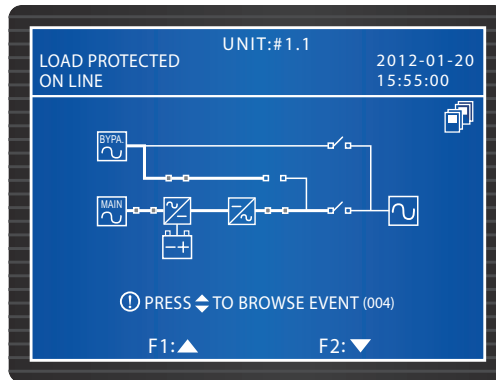 UNIT:#1.1
LOAD PROTECTED
ON LINE
2012-01-20
15:55:00
BYPA.
MAIN
PRESS TO BROWSE EVENT (004)
F1:
F2: